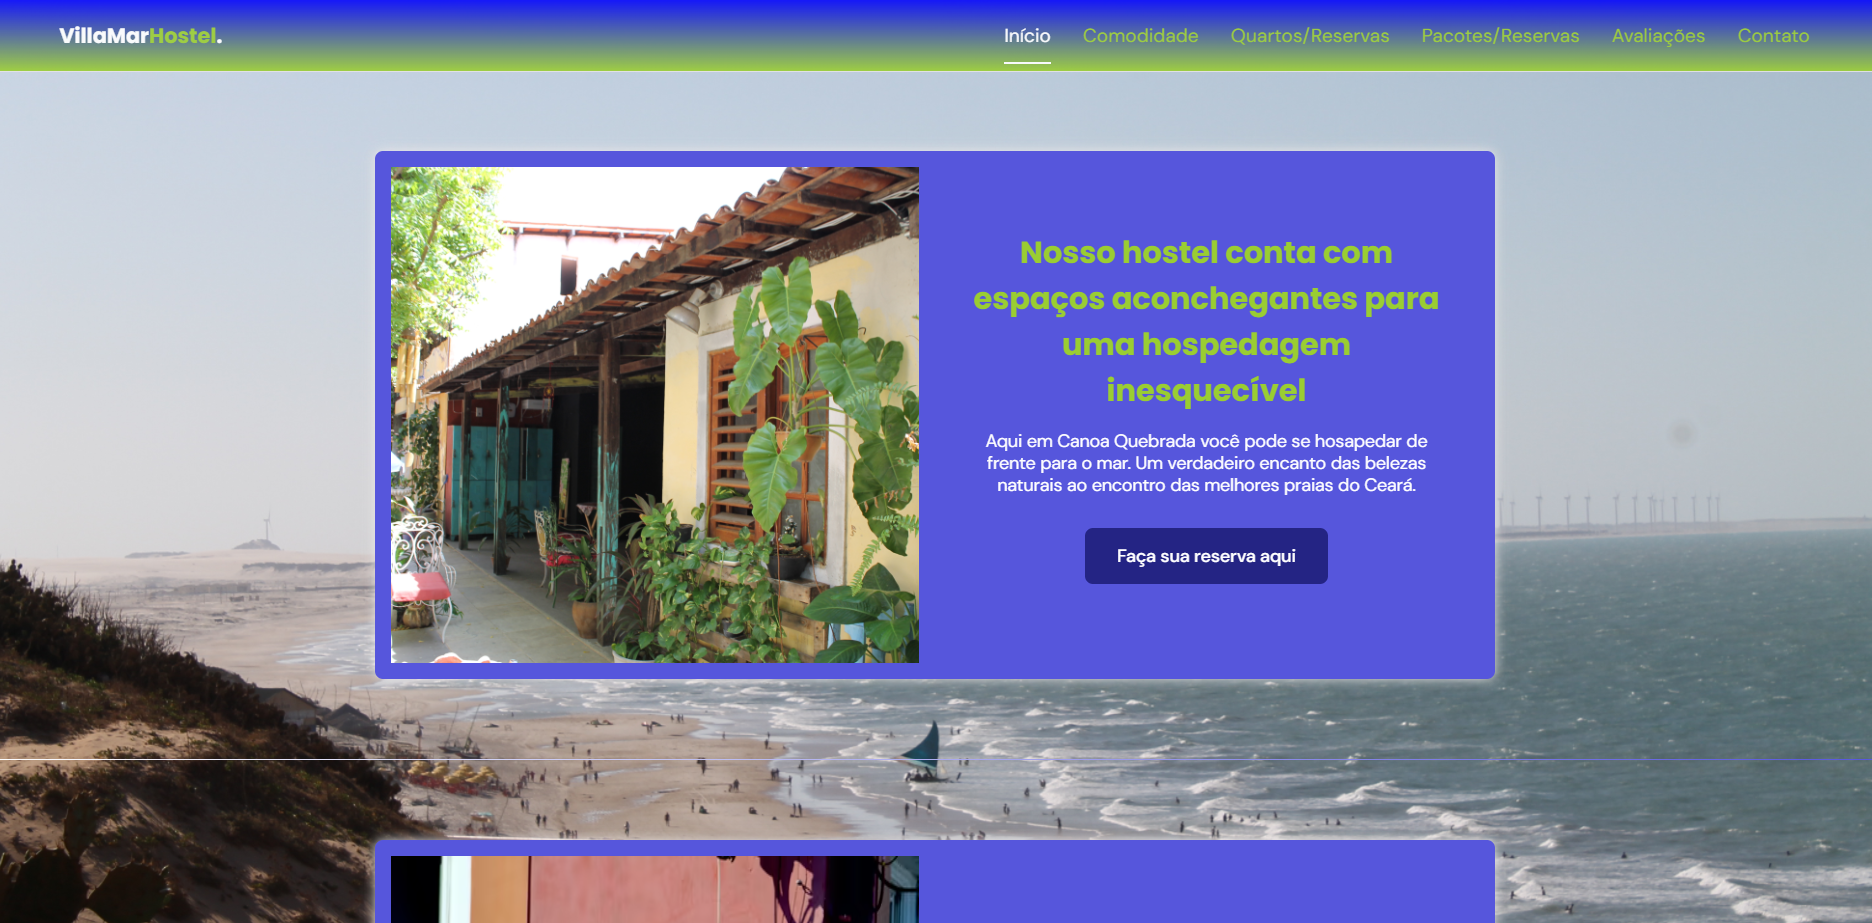 VillaMarHostel.
Início Comodidade Quartos/Reservas Pacotes/Reservas Avaliações Contato
Nosso hostel conta com
espaços aconchegantes para
uma hospedagem
inesquecível
Aqui em Canoa Quebrada você pode se hosapedar de
frente para o mar. Um verdadeiro encanto das belezas
naturais ao encontro das melhores praias do Ceará.
Faça sua reserva aqui